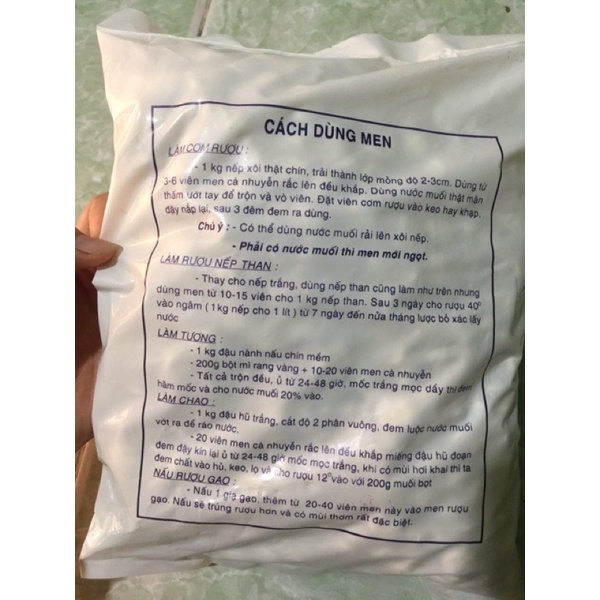 CÁCH DÙNG MEN
LÀM CƠM RƯỢU :
- 1 kg nếp xôi thật chín, trải thành lớp mỏng độ 2-3cm. Dùng từ
5-6 viên men cà nhuyễn rắc lên đều khắp. Dùng nước muối thật mặn
thấm ướt tay để trộn và vò viên. Đặt viên cơm rượu vào keo hay khạp,
đậy nắp lại, sau 3 đêm đem ra dùng.
Chú ý : - Có thể dùng nước muối rải lên xôi nếp.
- Phải có nước muối thì men mới ngọt.
LÀM RƯỢU NẾP THAN :
- Thay cho nếp trắng, dùng nếp than cũng làm như trên nhưng
dùng men từ 10-15 viên cho 1 kg nếp than. Sau 3 ngày cho rượu 40°
vào ngâm ( 1kg nếp cho 1 lít ) từ 7 ngày đến nửa tháng lược bỏ xác lấy
nước
LÀM TƯƠNG :
- 1 kg đậu nành nấu chín mềm
- 200g bột mì rang vàng + 10-20 viên men cà nhuyễn
- Tất cả trộn đều, ủ từ 24-48 giờ, mốc trắng mọc dầy thì đem
hàm mốc và cho nước muối 20% vào.
LÀM CHAO :
- 1 kg đậu hũ trắng, cắt độ 2 phân vuông, đem luộc nước muối
vớt ra để ráo nước.
- 20 viên men cà nhuyễn rắc lên đều khắp miếng đậu hũ đoạn
đem đậy kín lại ủ từ 24-48 giờ mốc mọc trắng, khi có mùi hơi khai thì ta
đem chất vào hủ, keo, lọ và cho rượu 12° vào với 200g muối bọt
NẤU RƯỢU GẠO :
- Nấu 1 giạ gạo, thêm từ 20-40 viên men này vào men rượu
gạo. Nấu sẽ trúng rượu hơn và có mùi thơm rất đặc biệt.